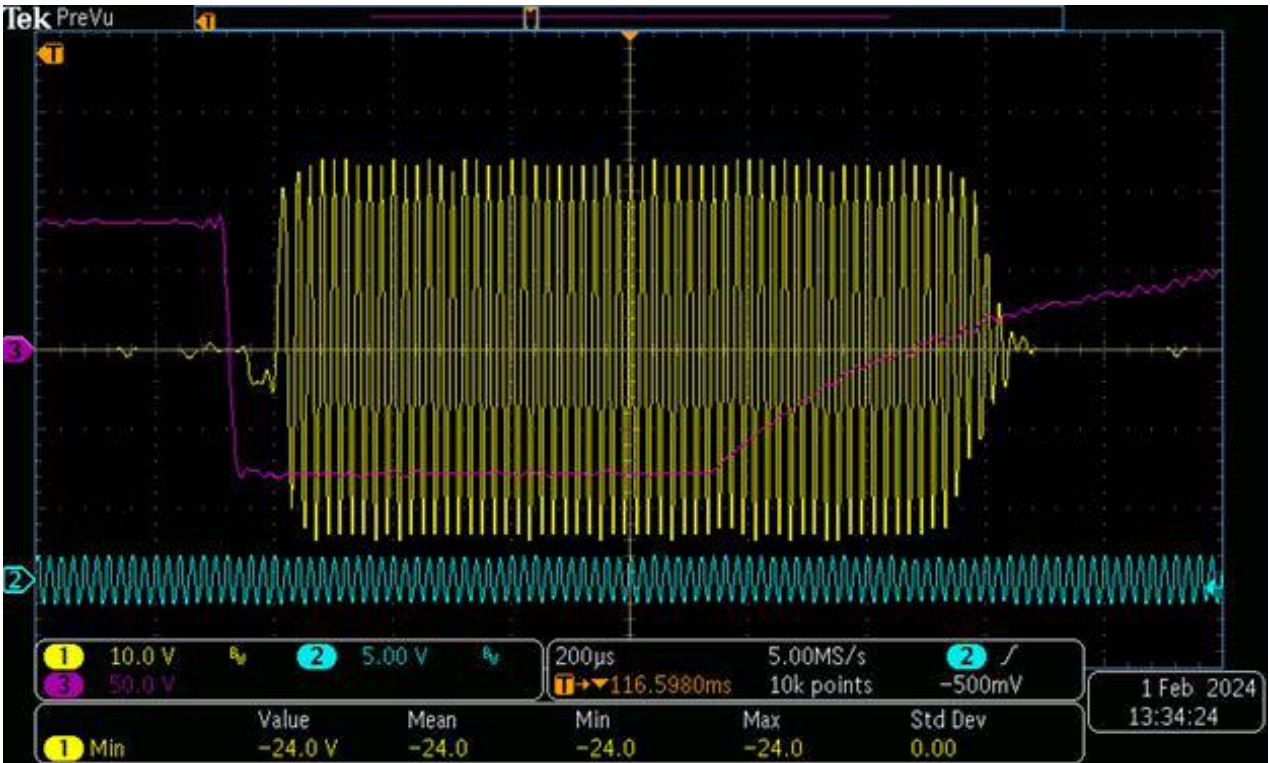 Tek PreVu
T
T
3
2
1 10.0 V Bw 2 5.00 V Bw
3 50.0 V
200µs 5.00MS/s 2
T→▼116.5980ms 10k points −500mV
1 Feb 2024
13:34:24
Value Mean Min Max Std Dev
1 Min −24.0 V −24.0 −24.0 −24.0 0.00